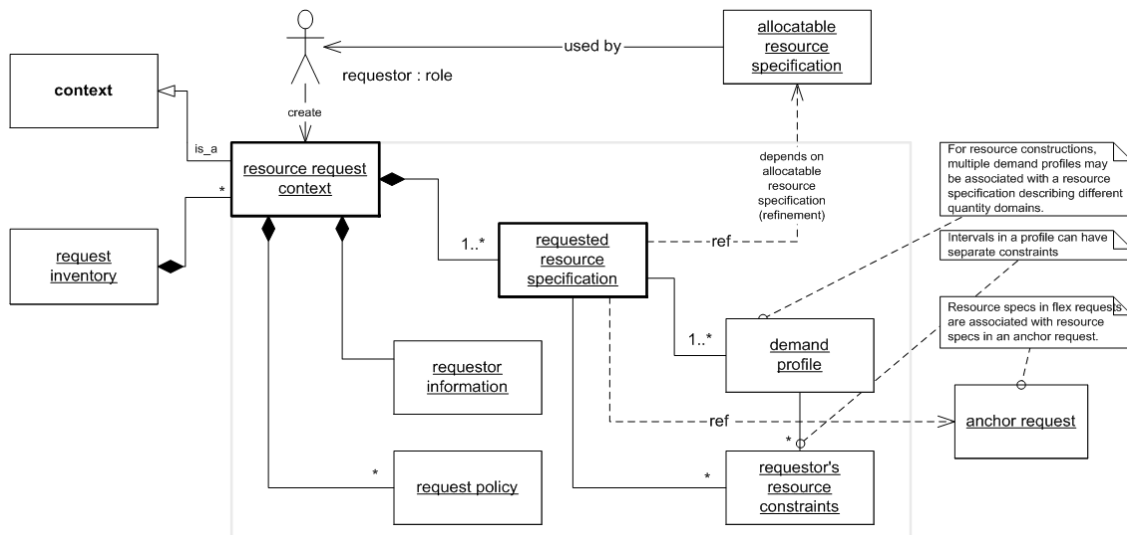 allocatable
resource
specification
used by
requestor : role
context
create
is_a
resource request
context
depends on
allocatable
resource
specification
(refinement)
For resource constructions,
multiple demand profiles may
be associated with a resource
specification describing different
quantity domains.
*
1..*
requested
resource
specification
ref
Intervals in a profile can have
separate constraints
request
inventory
Resource specs in flex requests
are associated with resource
specs in an anchor request.
1..*
demand
profile
requestor
information
ref
anchor request
*
*
request policy
*
requestor's
resource
constraints